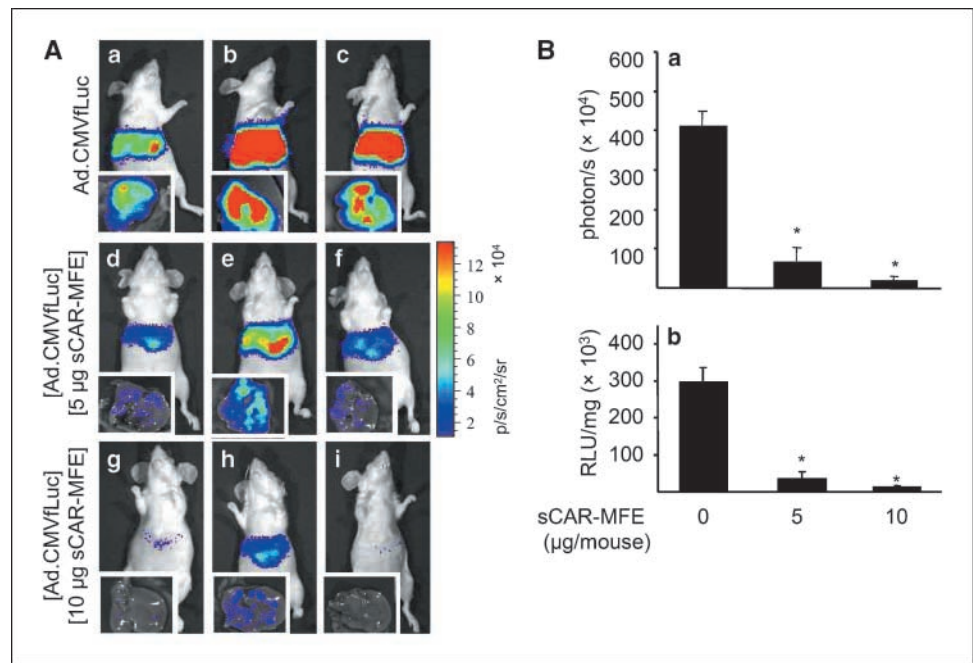 A
a
b
c
Ad.CMVfLuc
d
e
f
[Ad.CMVfLuc]
[5 µg sCAR-MFE]
g
h
i
[Ad.CMVfLuc]
[10 µg sCAR-MFE]
12
10
8
6
4
2
× 10⁴
p/s/cm²/sr
B
a
photon/s (× 10⁴)
600
500
400
300
200
100
*
*
b
RLU/mg (× 10³)
400
300
200
100
*
*
sCAR-MFE
(µg/mouse)
0
5
10